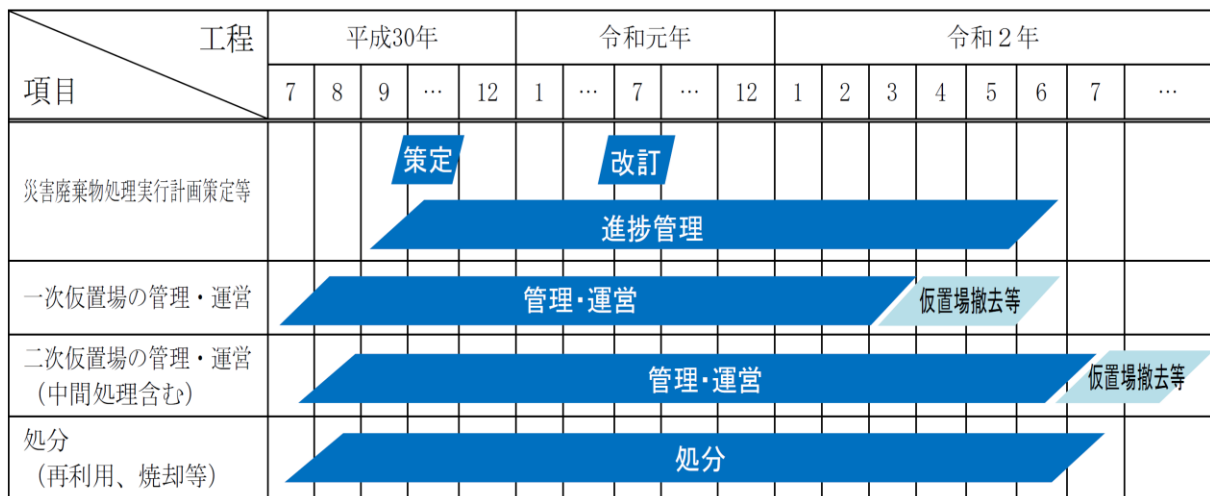 工程
項目
平成30年 令和元年 令和２年
7 8 9 … 12 1 … 7 … 12 1 2 3 4 5 6 7 …
災害廃棄物処理実行計画策定等
策定 改訂
進捗管理
一次仮置場の管理・運営
管理・運営 仮置場撤去等
二次仮置場の管理・運営
（中間処理含む）
管理・運営 仮置場撤去等
処分
（再利用、焼却等）
処分